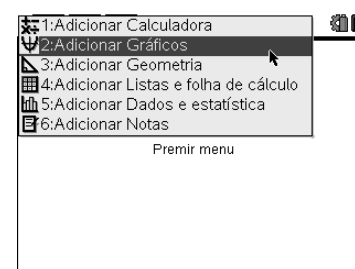 1:Adicionar Calculadora
2:Adicionar Gráficos
3:Adicionar Geometria
4:Adicionar Listas e folha de cálculo
5:Adicionar Dados e estatística
6:Adicionar Notas
Premir menu